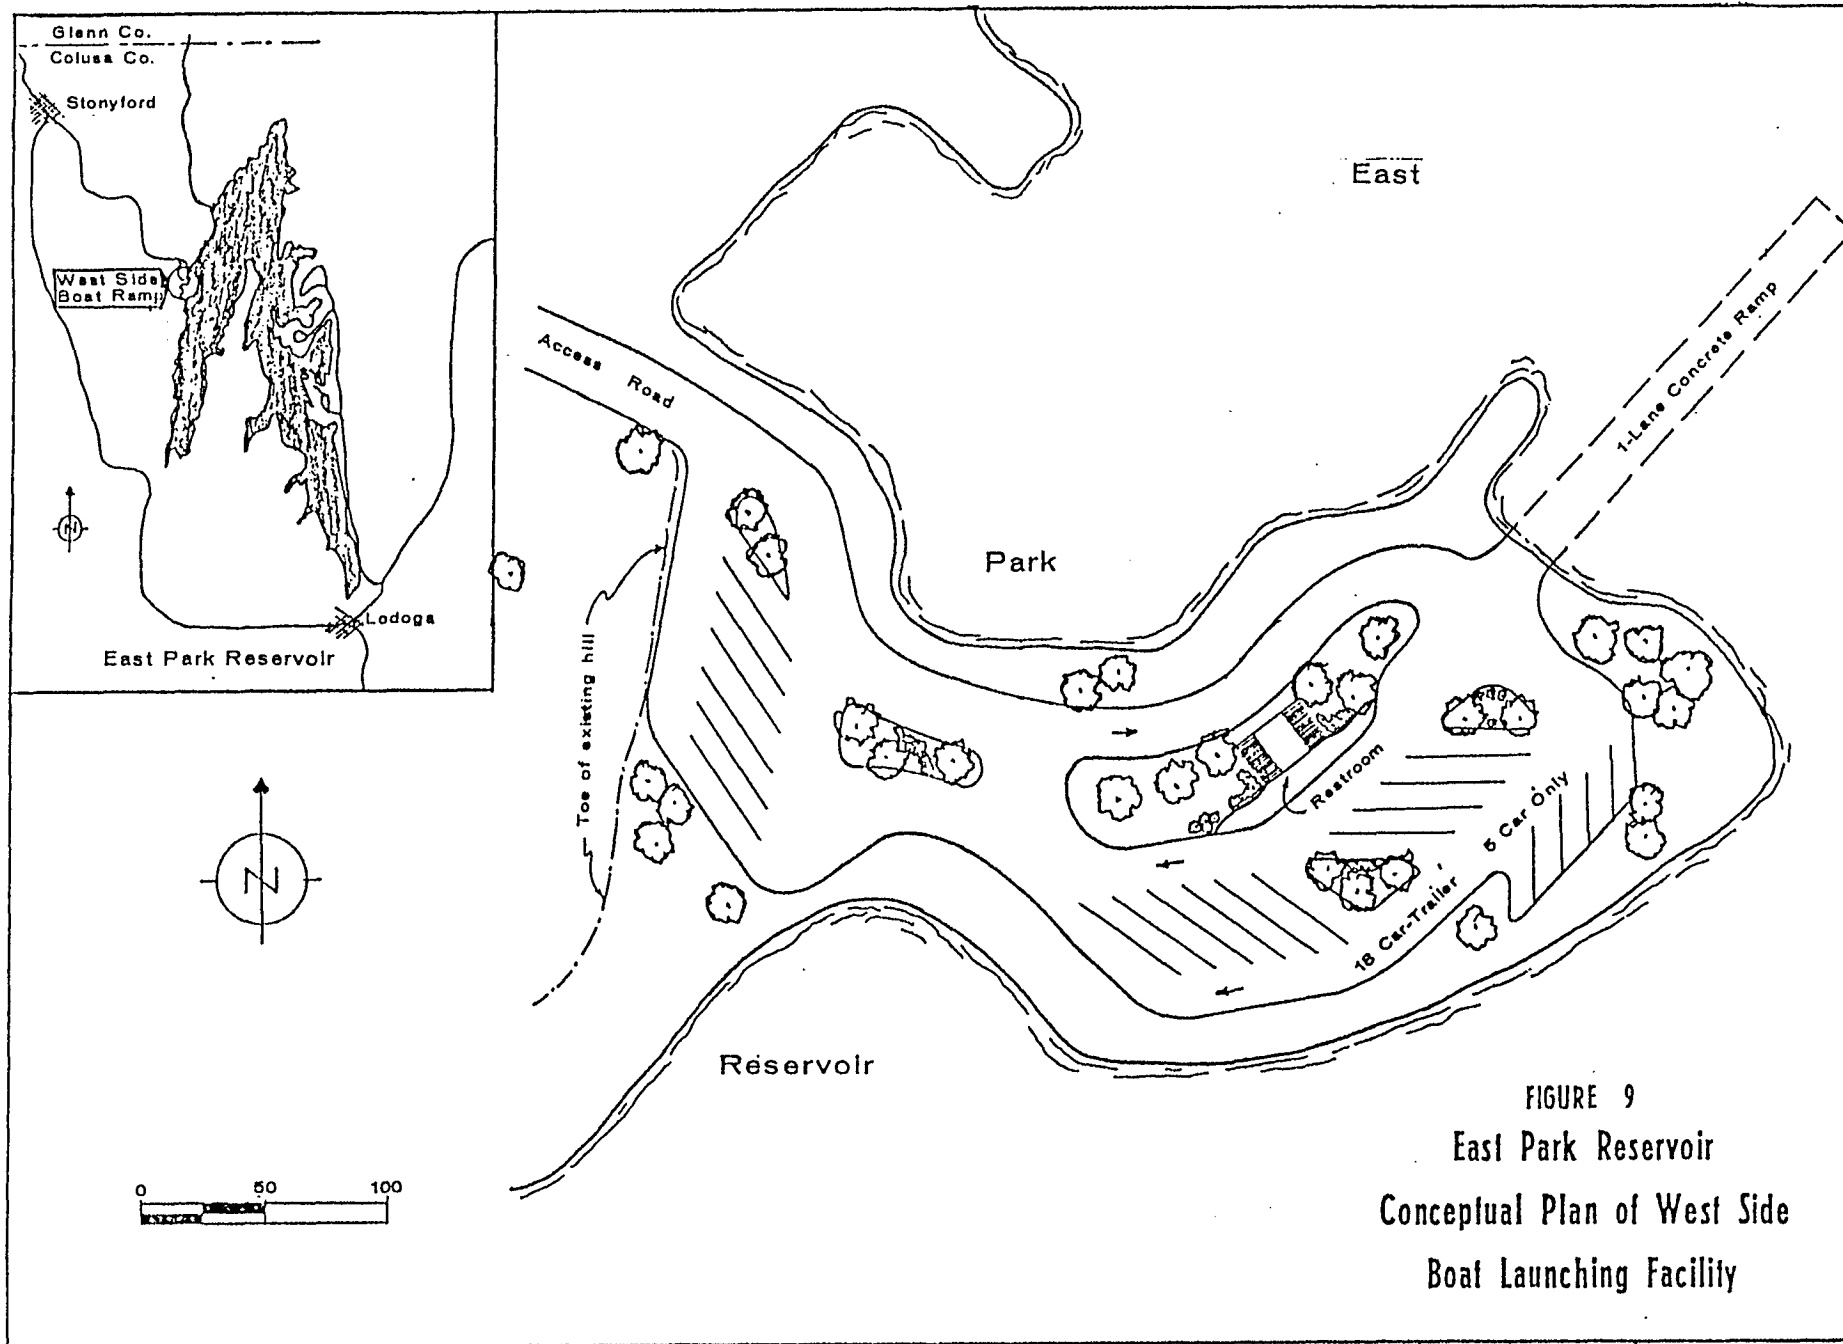 Glenn Co.
Colusa Co.
Stonyford
West Side
Boat Ramp
N
Lodoga
East Park Reservoir
East
Park
Reservoir
Access Road
1-Lane Concrete Ramp
Toe of existing hill
Restroom
5 Car Only
18 Car-Trailer
N
0 50 100
FIGURE 9
East Park Reservoir
Conceptual Plan of West Side
Boat Launching Facility